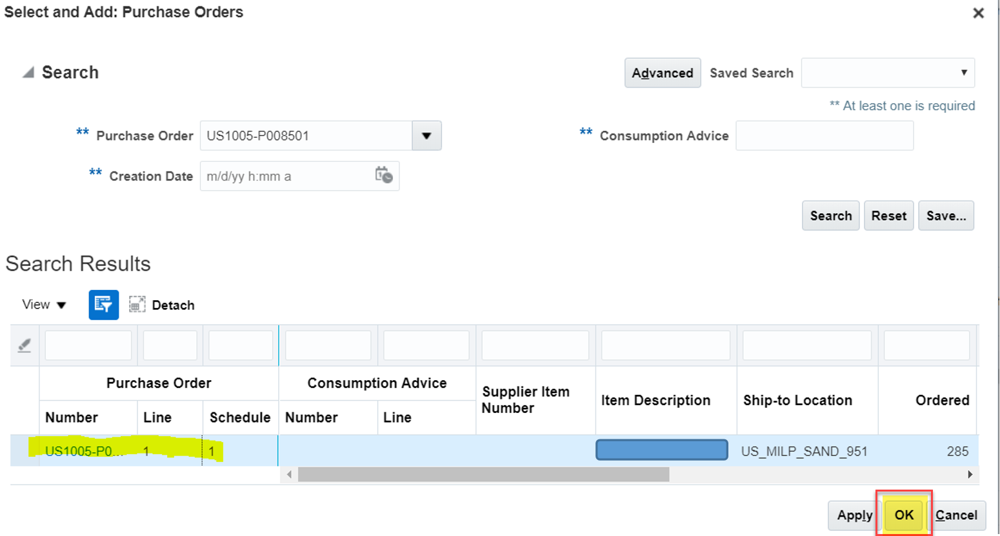 Select and Add: Purchase Orders
Search
Advanced Saved Search
** At least one is required
** Purchase Order US1005-P008501
** Consumption Advice
** Creation Date m/d/yy h:mm a
Search Reset Save...
Search Results
View Detach
Purchase Order Consumption Advice Supplier Item Number Item Description Ship-to Location Ordered
Number Line Schedule Number Line
US1005-P0... 1 1 US_MILP_SAND_951 285
Apply OK Cancel